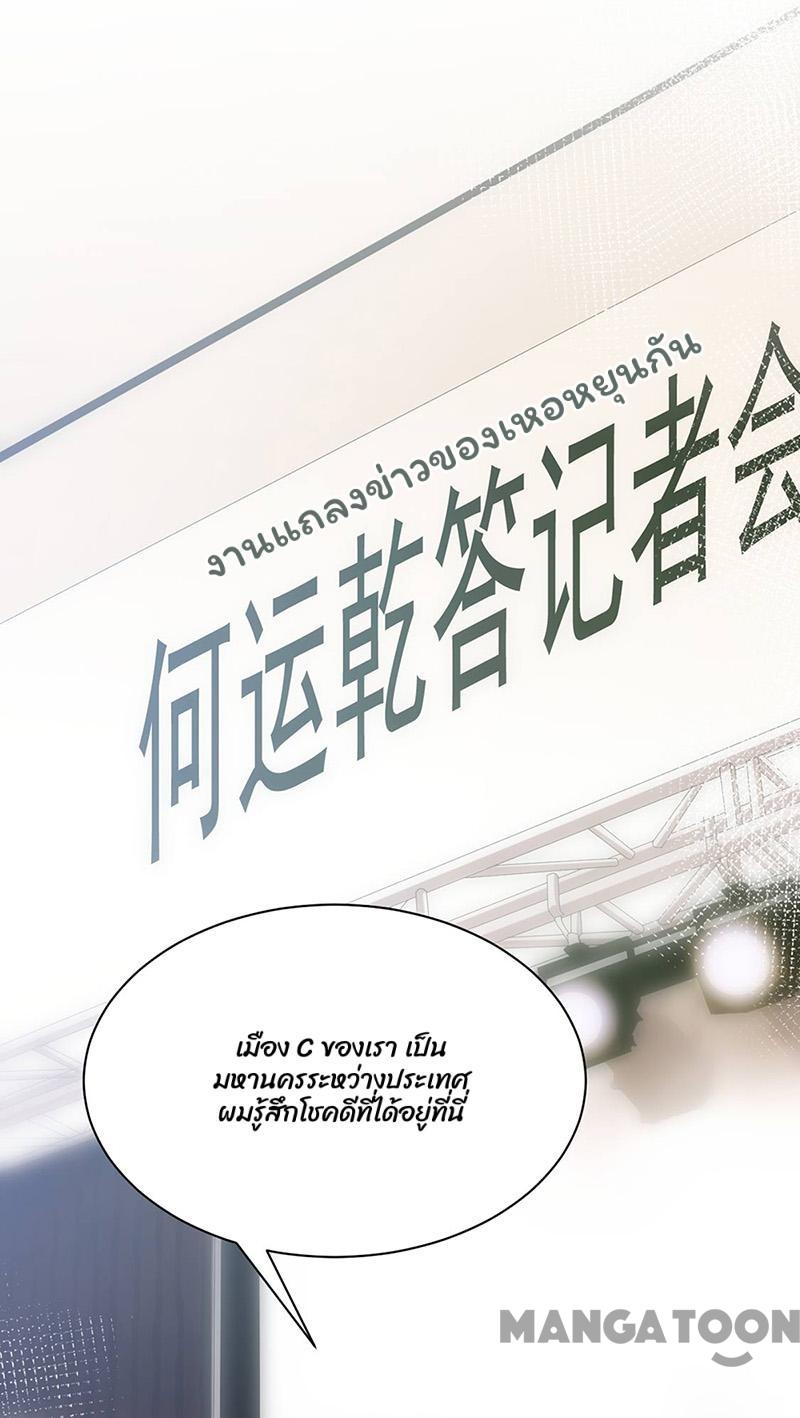 งานแถลงข่าวของเหอหยุนกัน
何运乾答记者会
เมือง C ของเรา เป็น
มหานครระหว่างประเทศ
ผมรู้สึกโชคดีที่ได้อยู่ที่นี่
MANGATOON